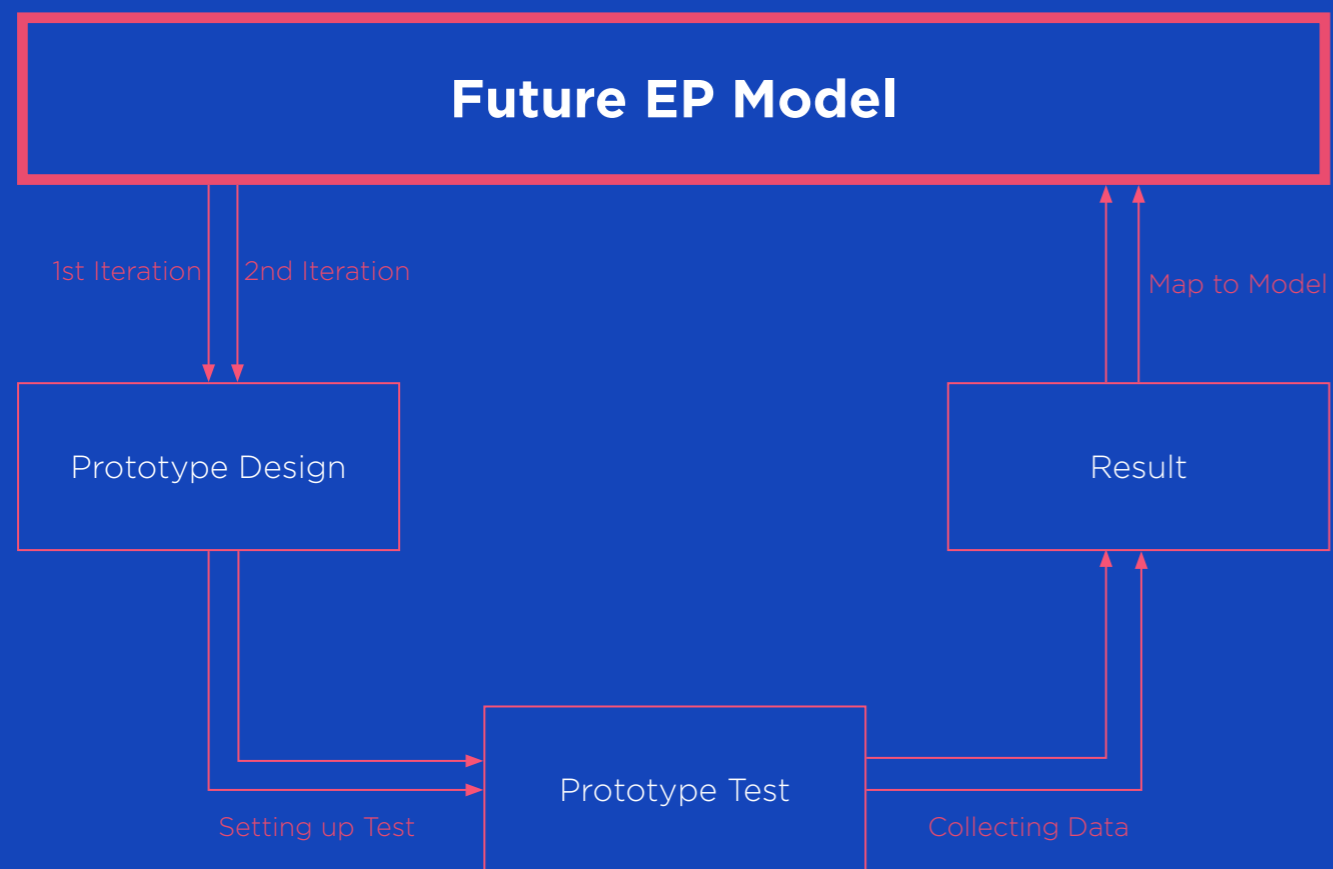 Future EP Model
1st Iteration
2nd Iteration
Map to Model
Prototype Design
Result
Prototype Test
Setting up Test
Collecting Data